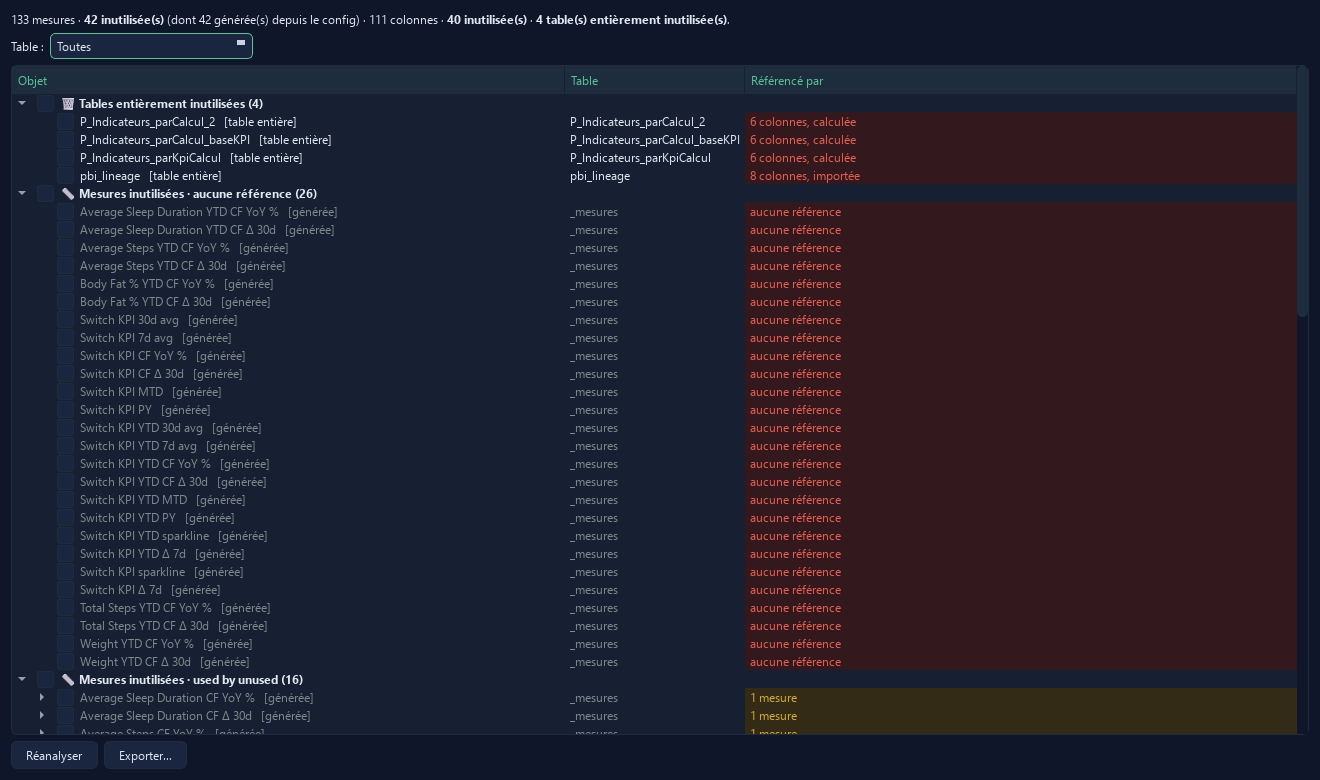 133 mesures · 42 inutilisée(s) (dont 42 générée(s) depuis le config) · 111 colonnes · 40 inutilisée(s) · 4 table(s) entièrement inutilisée(s).
Table : Toutes
Objet Table Référencé par
Tables entièrement inutilisées (4)
P_Indicateurs_parCalcul_2 [table entière] P_Indicateurs_parCalcul_2 6 colonnes, calculée
P_Indicateurs_parCalcul_baseKPI [table entière] P_Indicateurs_parCalcul_baseKPI 6 colonnes, calculée
P_Indicateurs_parKpiCalcul [table entière] P_Indicateurs_parKpiCalcul 6 colonnes, calculée
pbi_lineage [table entière] pbi_lineage 8 colonnes, importée
Mesures inutilisées · aucune référence (26)
Average Sleep Duration YTD CF YoY % [générée] _mesures aucune référence
Average Sleep Duration YTD CF Δ 30d [générée] _mesures aucune référence
Average Steps YTD CF YoY % [générée] _mesures aucune référence
Average Steps YTD CF Δ 30d [générée] _mesures aucune référence
Body Fat % YTD CF YoY % [générée] _mesures aucune référence
Body Fat % YTD CF Δ 30d [générée] _mesures aucune référence
Switch KPI 30d avg [générée] _mesures aucune référence
Switch KPI 7d avg [générée] _mesures aucune référence
Switch KPI CF YoY % [générée] _mesures aucune référence
Switch KPI CF Δ 30d [générée] _mesures aucune référence
Switch KPI MTD [générée] _mesures aucune référence
Switch KPI PY [générée] _mesures aucune référence
Switch KPI YTD 30d avg [générée] _mesures aucune référence
Switch KPI YTD 7d avg [générée] _mesures aucune référence
Switch KPI YTD CF YoY % [générée] _mesures aucune référence
Switch KPI YTD CF Δ 30d [générée] _mesures aucune référence
Switch KPI YTD MTD [générée] _mesures aucune référence
Switch KPI YTD PY [générée] _mesures aucune référence
Switch KPI YTD sparkline [générée] _mesures aucune référence
Switch KPI YTD Δ 7d [générée] _mesures aucune référence
Switch KPI sparkline [générée] _mesures aucune référence
Switch KPI Δ 7d [générée] _mesures aucune référence
Total Steps YTD CF YoY % [générée] _mesures aucune référence
Total Steps YTD CF Δ 30d [générée] _mesures aucune référence
Weight YTD CF YoY % [générée] _mesures aucune référence
Weight YTD CF Δ 30d [générée] _mesures aucune référence
Mesures inutilisées · used by unused (16)
Average Sleep Duration CF YoY % [générée] _mesures 1 mesure
Average Sleep Duration CF Δ 30d [générée] _mesures 1 mesure
Average Steps CF YoY % [générée] _mesures 1 mesure
Réanalyser Exporter...